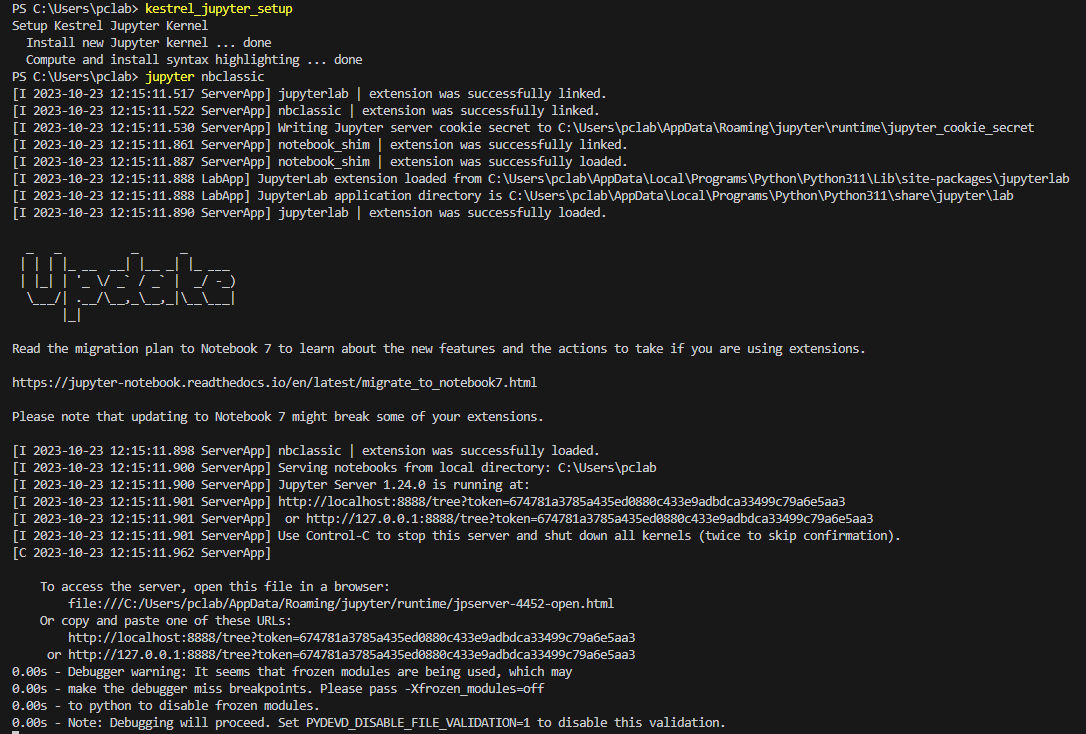 PS C:\Users\pclab> kestrel_jupyter_setup
Setup Kestrel Jupyter Kernel
  Install new Jupyter kernel ... done
  Compute and install syntax highlighting ... done
PS C:\Users\pclab> jupyter nbclassic
[I 2023-10-23 12:15:11.517 ServerApp] jupyterlab | extension was successfully linked.
[I 2023-10-23 12:15:11.522 ServerApp] nbclassic | extension was successfully linked.
[I 2023-10-23 12:15:11.530 ServerApp] Writing Jupyter server cookie secret to C:\Users\pclab\AppData\Roaming\jupyter\runtime\jupyter_cookie_secret
[I 2023-10-23 12:15:11.861 ServerApp] notebook_shim | extension was successfully linked.
[I 2023-10-23 12:15:11.887 ServerApp] notebook_shim | extension was successfully loaded.
[I 2023-10-23 12:15:11.888 LabApp] JupyterLab extension loaded from C:\Users\pclab\AppData\Local\Programs\Python\Python311\Lib\site-packages\jupyterlab
[I 2023-10-23 12:15:11.888 LabApp] JupyterLab application directory is C:\Users\pclab\AppData\Local\Programs\Python\Python311\share\jupyter\lab
[I 2023-10-23 12:15:11.890 ServerApp] jupyterlab | extension was successfully loaded.
Update
Read the migration plan to Notebook 7 to learn about the new features and the actions to take if you are using extensions.
https://jupyter-notebook.readthedocs.io/en/latest/migrate_to_notebook7.html
Please note that updating to Notebook 7 might break some of your extensions.
[I 2023-10-23 12:15:11.898 ServerApp] nbclassic | extension was successfully loaded.
[I 2023-10-23 12:15:11.900 ServerApp] Serving notebooks from local directory: C:\Users\pclab
[I 2023-10-23 12:15:11.900 ServerApp] Jupyter Server 1.24.0 is running at:
[I 2023-10-23 12:15:11.901 ServerApp] http://localhost:8888/tree?token=674781a3785a435ed0880c433e9adbdca33499c79a6e5aa3
[I 2023-10-23 12:15:11.901 ServerApp]  or http://127.0.0.1:8888/tree?token=674781a3785a435ed0880c433e9adbdca33499c79a6e5aa3
[I 2023-10-23 12:15:11.901 ServerApp] Use Control-C to stop this server and shut down all kernels (twice to skip confirmation).
[C 2023-10-23 12:15:11.962 ServerApp]
    To access the server, open this file in a browser:
        file:///C:/Users/pclab/AppData/Roaming/jupyter/runtime/jpserver-4452-open.html
    Or copy and paste one of these URLs:
        http://localhost:8888/tree?token=674781a3785a435ed0880c433e9adbdca33499c79a6e5aa3
     or http://127.0.0.1:8888/tree?token=674781a3785a435ed0880c433e9adbdca33499c79a6e5aa3
0.00s - Debugger warning: It seems that frozen modules are being used, which may
0.00s - make the debugger miss breakpoints. Please pass -Xfrozen_modules=off
0.00s - to python to disable frozen modules.
0.00s - Note: Debugging will proceed. Set PYDEVD_DISABLE_FILE_VALIDATION=1 to disable this validation.